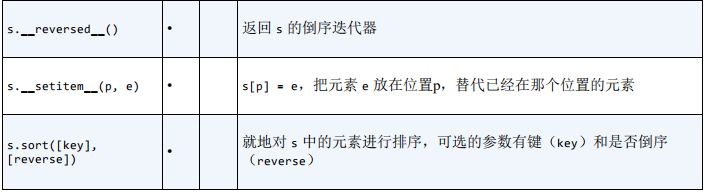 s.__reversed__() • 返回 s 的倒序迭代器
s.__setitem__(p, e) • s[p] = e，把元素 e 放在位置p，替代已经在那个位置的元素
s.sort([key], [reverse]) • 就地对 s 中的元素进行排序，可选的参数有键（key）和是否倒序（reverse）